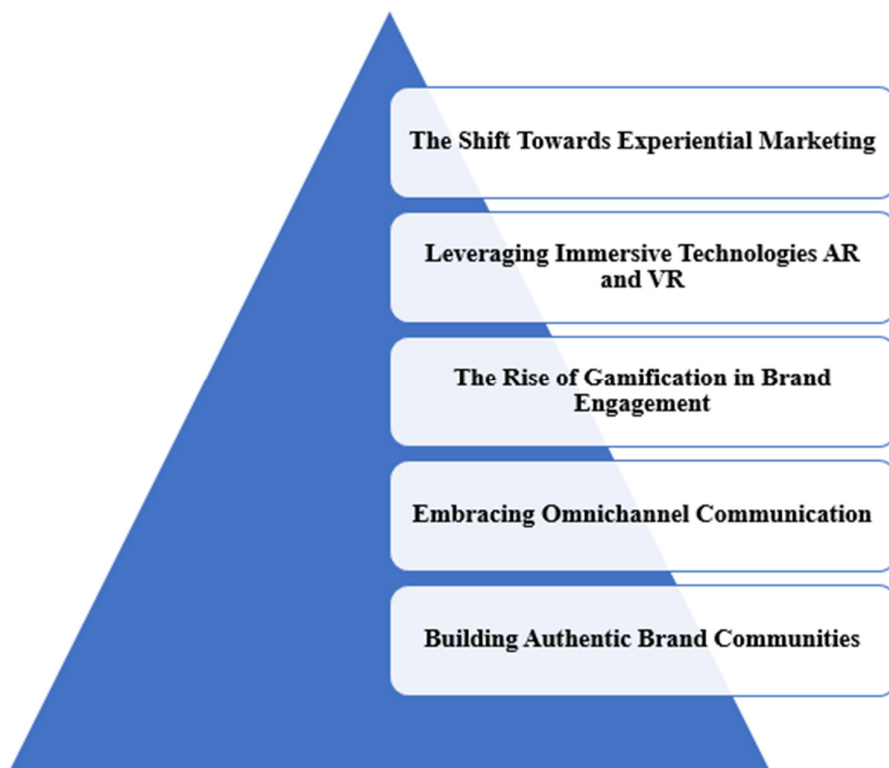 The Shift Towards Experiential Marketing
Leveraging Immersive Technologies AR
and VR
The Rise of Gamification in Brand
Engagement
Embracing Omnichannel Communication
Building Authentic Brand Communities